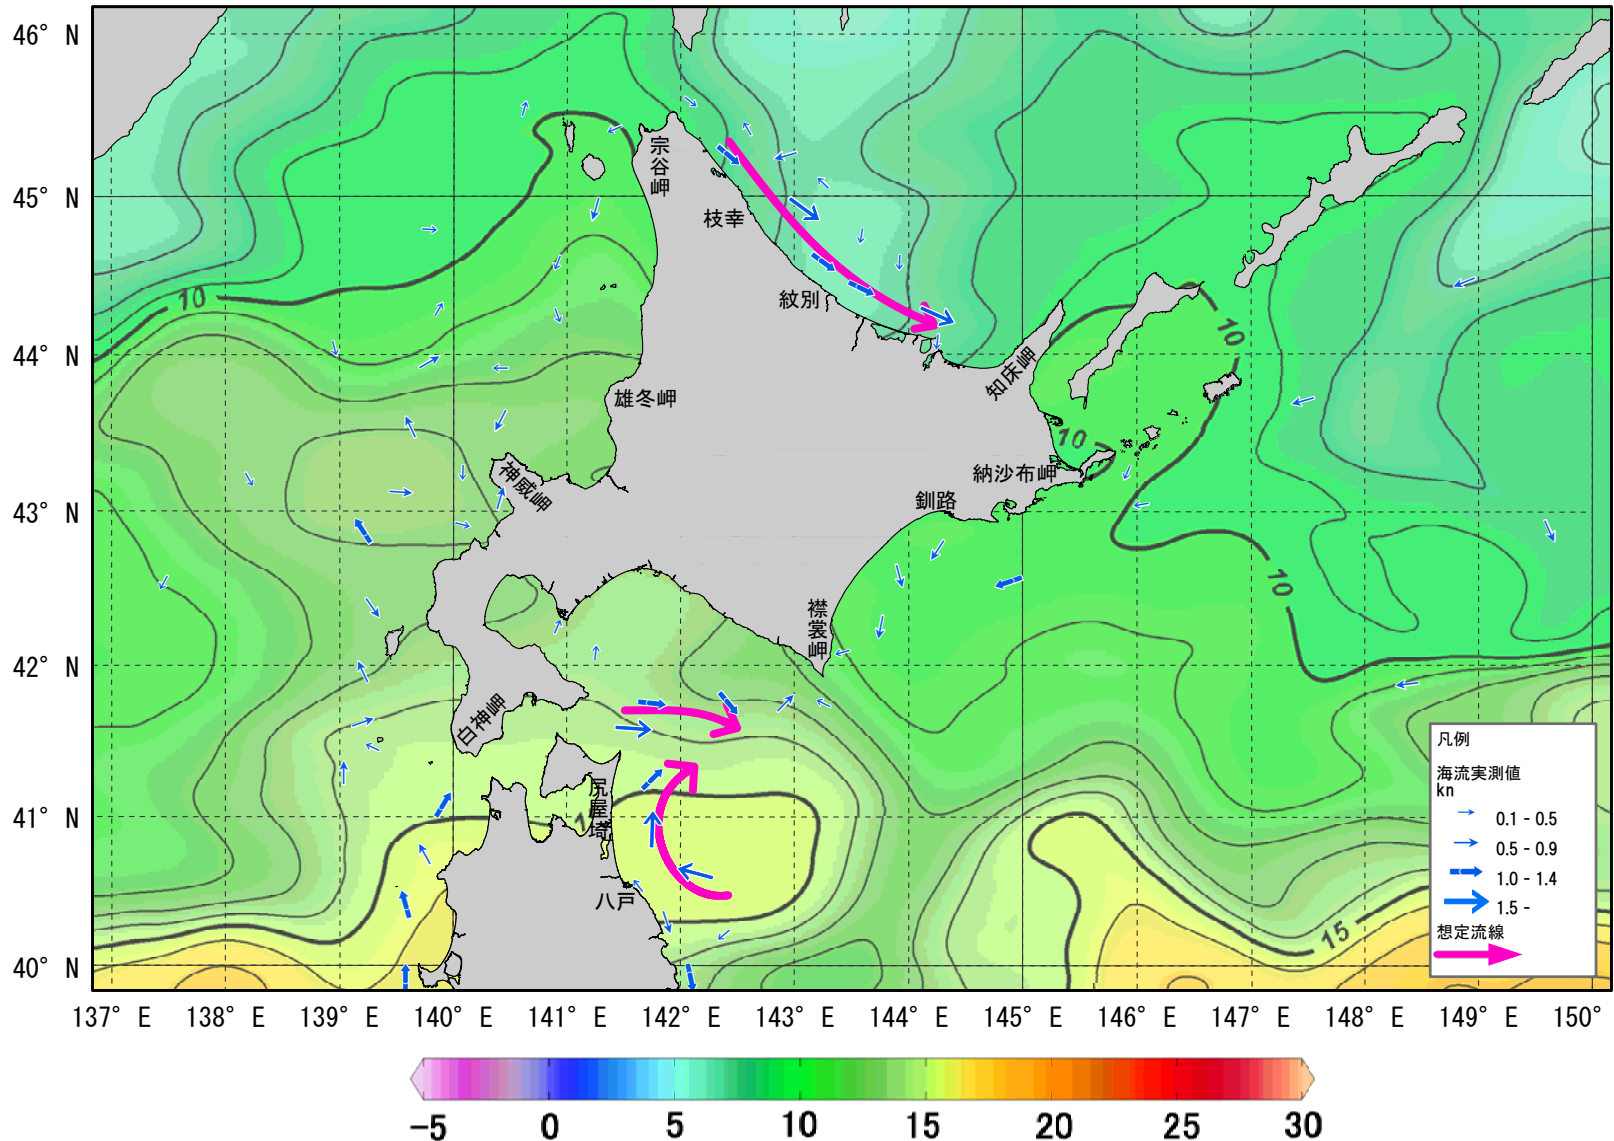 46° N
45° N
44° N
43° N
42° N
41° N
40° N
137° E
138° E
139° E
140° E
141° E
142° E
143° E
144° E
145° E
146° E
147° E
148° E
149° E
150°
宗谷岬
枝幸
紋別
知床岬
雄冬岬
神威岬
納沙布岬
釧路
襟裳岬
白神岬
尻屋埼
八戸
10
10
10
10
15
凡例
海流実測値
kn
0.1 - 0.5
0.5 - 0.9
1.0 - 1.4
1.5 -
想定流線
-5
0
5
10
15
20
25
30